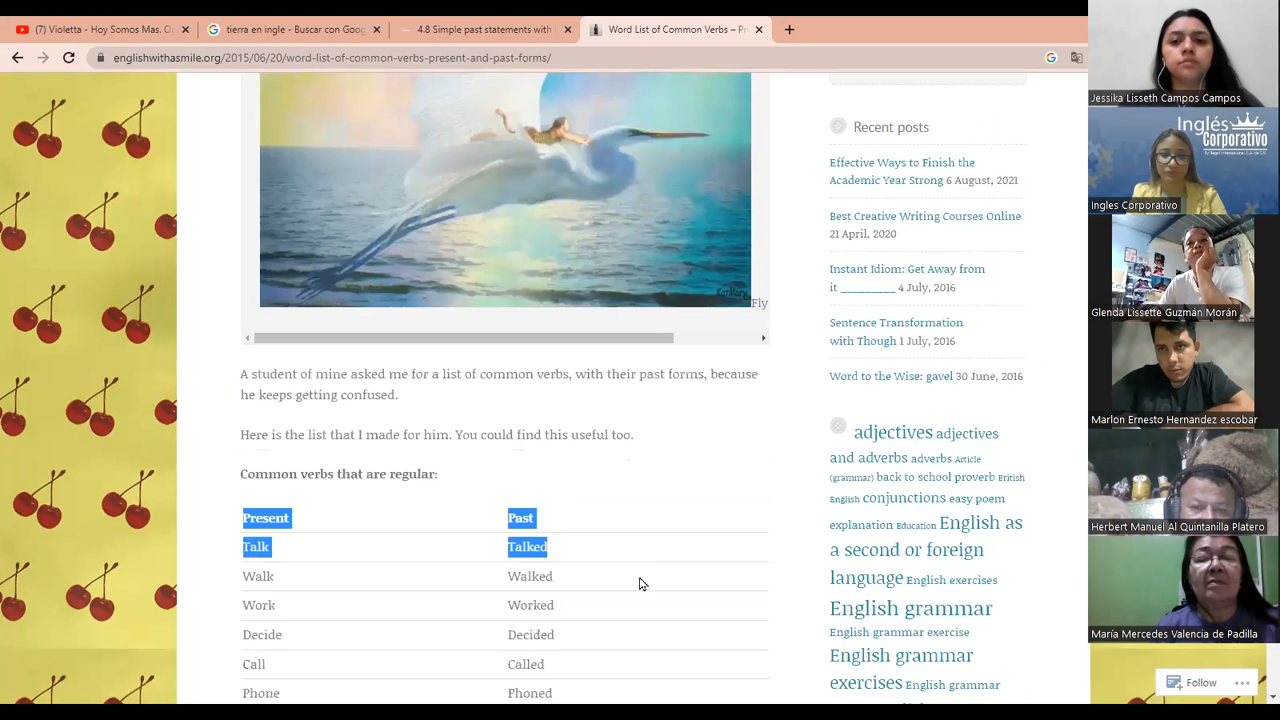 (7) Violetta - Hoy Somos Mas. O
tierra en ingle - Buscar con Goog
4.8 Simple past statements with
Word List of Common Verbs – Pr
englishwithasmile.org/2015/06/20/word-list-of-common-verbs-present-and-past-forms/
Fly
A student of mine asked me for a list of common verbs, with their past forms, because
he keeps getting confused.
Here is the list that I made for him. You could find this useful too.
Common verbs that are regular:
Present Past
Talk Talked
Walk Walked
Work Worked
Decide Decided
Call Called
Phone Phoned
Recent posts
Effective Ways to Finish the
Academic Year Strong 6 August, 2021
Best Creative Writing Courses Online
21 April, 2020
Instant Idiom: Get Away from
it _________ 4 July, 2016
Sentence Transformation
with Though 1 July, 2016
Word to the Wise: gavel 30 June, 2016
adjectives adjectives
and adverbs adverbs Article
(grammar) back to school proverb British
English conjunctions easy poem
explanation Education English as
a second or foreign
language English exercises
English grammar
English grammar exercise
English grammar
exercises English grammar
Follow
Jessika Lisseth Campos Campos
Inglés
Corporativo
Ingles Corporativo
Glenda Lissette Guzmán Morán
Marlon Ernesto Hernandez escobar
Herbert Manuel Al Quintanilla Platero
María Mercedes Valencia de Padilla